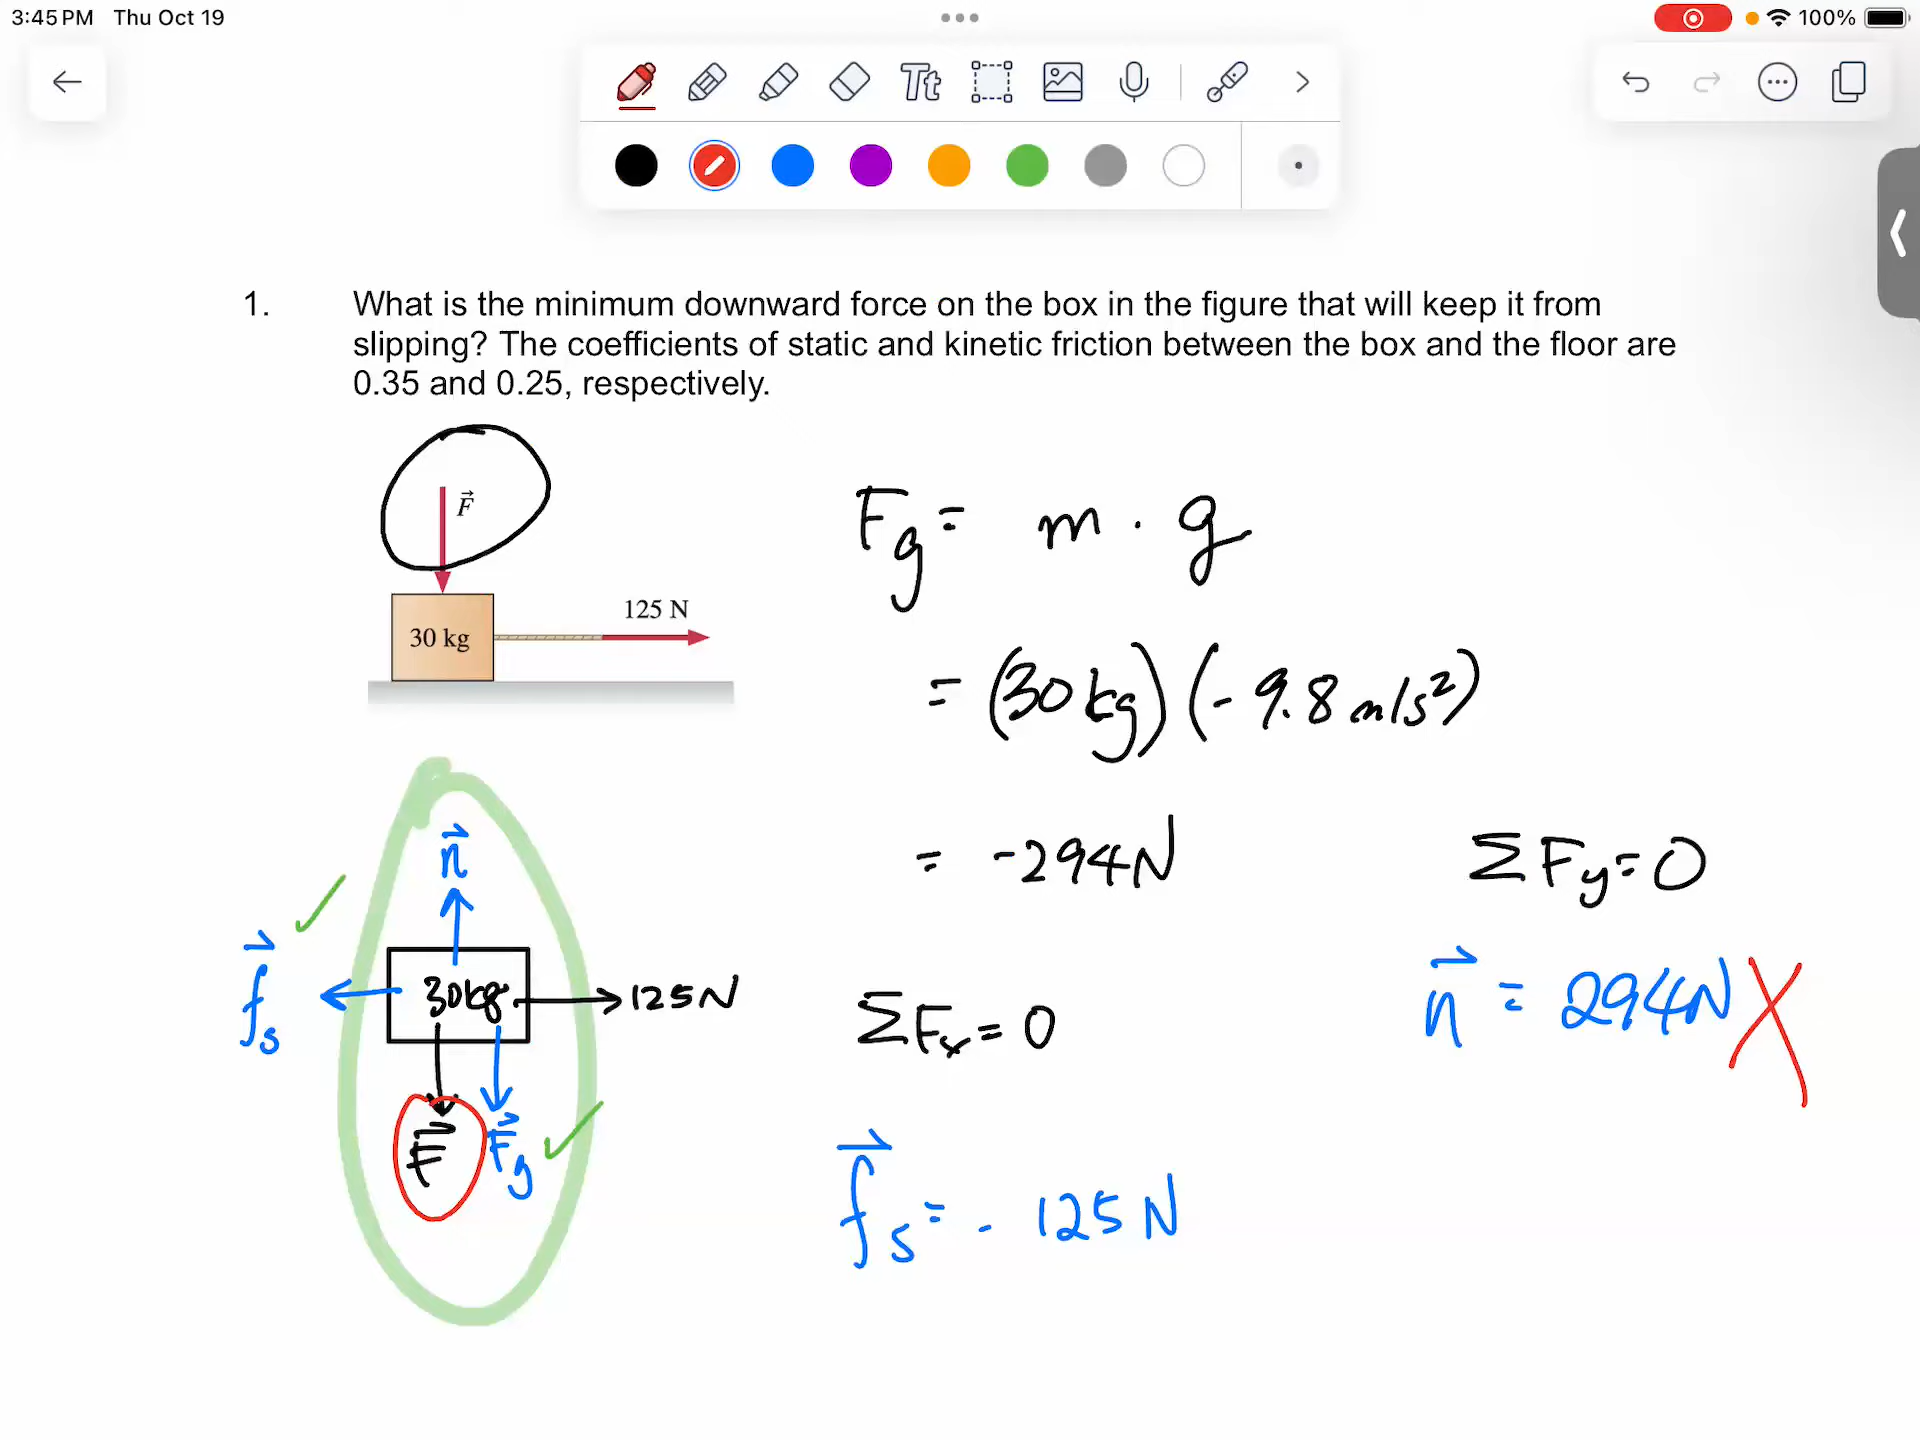 3:45 PM Thu Oct 19
100%
Tt
1. What is the minimum downward force on the box in the figure that will keep it from
slipping? The coefficients of static and kinetic friction between the box and the floor are
0.35 and 0.25, respectively.
F⃗
125 N
30 kg
Fg = m · g
= (30 kg) (-9.8 m/s²)
= -294N
ΣFy = 0
n⃗
f⃗s
30kg
125N
F⃗
F⃗g
ΣFx = 0
n⃗ = 294N
f⃗s = - 125 N